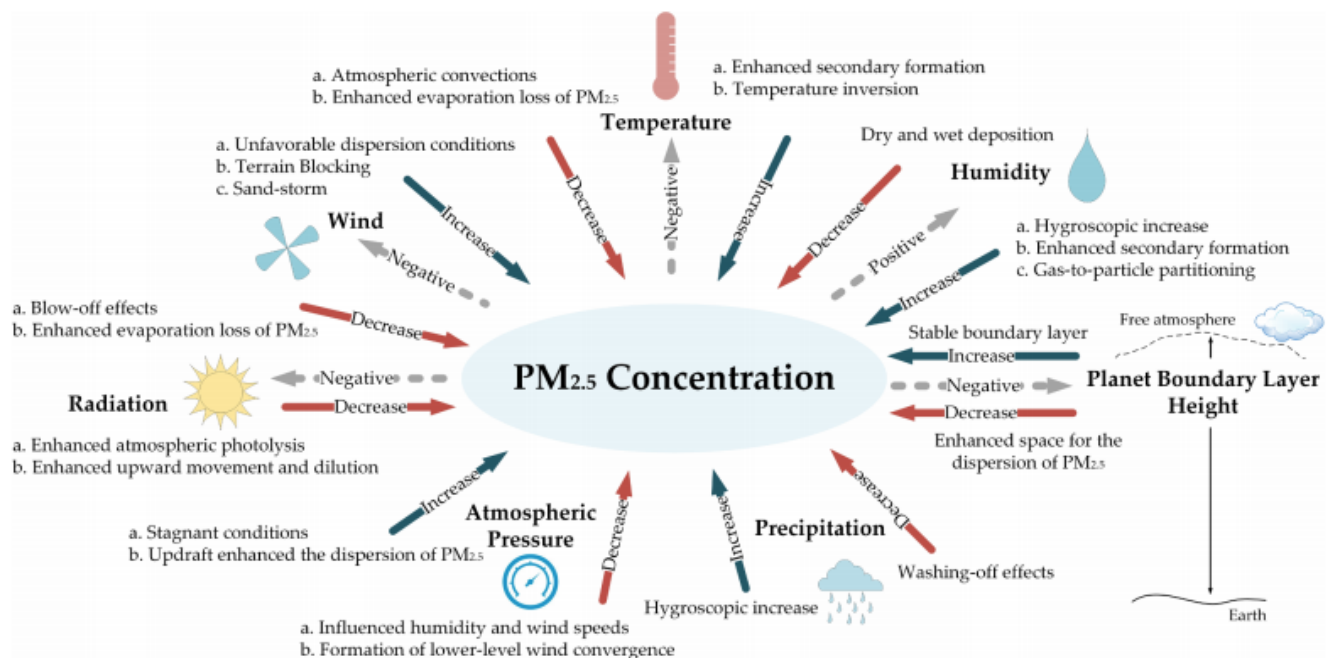 a. Atmospheric convections
b. Enhanced evaporation loss of PM2.5
Decrease
Temperature
Negative
a. Enhanced secondary formation
b. Temperature inversion
Increase
Dry and wet deposition
Decrease
Humidity
Positive
a. Hygroscopic increase
b. Enhanced secondary formation
c. Gas-to-particle partitioning
Increase
a. Unfavorable dispersion conditions
b. Terrain Blocking
c. Sand-storm
Increase
Wind
Negative
a. Blow-off effects
b. Enhanced evaporation loss of PM2.5
Decrease
PM2.5 Concentration
Stable boundary layer
Increase
Negative
Decrease
Enhanced space for the
dispersion of PM2.5
Free atmosphere
Planet Boundary Layer
Height
Earth
Radiation
Negative
Decrease
a. Enhanced atmospheric photolysis
b. Enhanced upward movement and dilution
Increase
a. Stagnant conditions
b. Updraft enhanced the dispersion of PM2.5
Atmospheric
Pressure
Decrease
a. Influenced humidity and wind speeds
b. Formation of lower-level wind convergence
Increase
Hygroscopic increase
Precipitation
Decrease
Washing-off effects